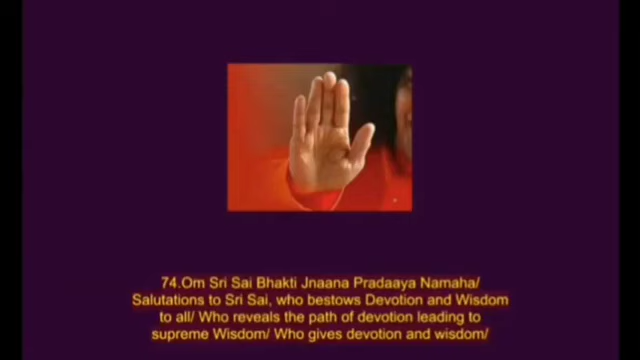 74.Om Sri Sai Bhakti Jnaana Pradaaya Namaha/
Salutations to Sri Sai, who bestows Devotion and Wisdom
to all/ Who reveals the path of devotion leading to
supreme Wisdom/ Who gives devotion and wisdom/